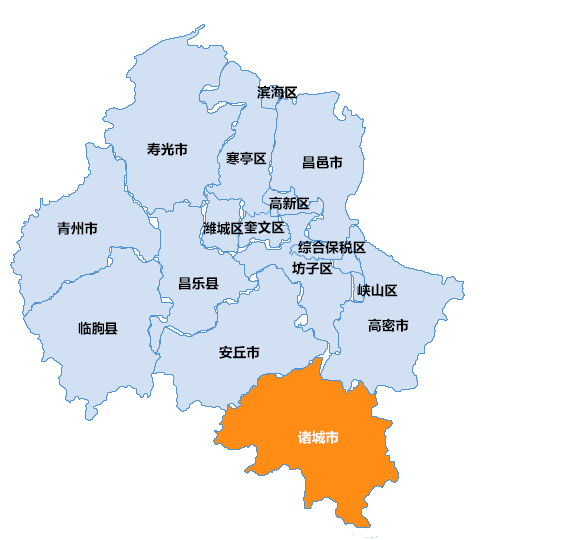 滨海区
寿光市
寒亭区
昌邑市
高新区
青州市
潍城区
奎文区
综合保税区
坊子区
昌乐县
峡山区
临朐县
高密市
安丘市
诸城市